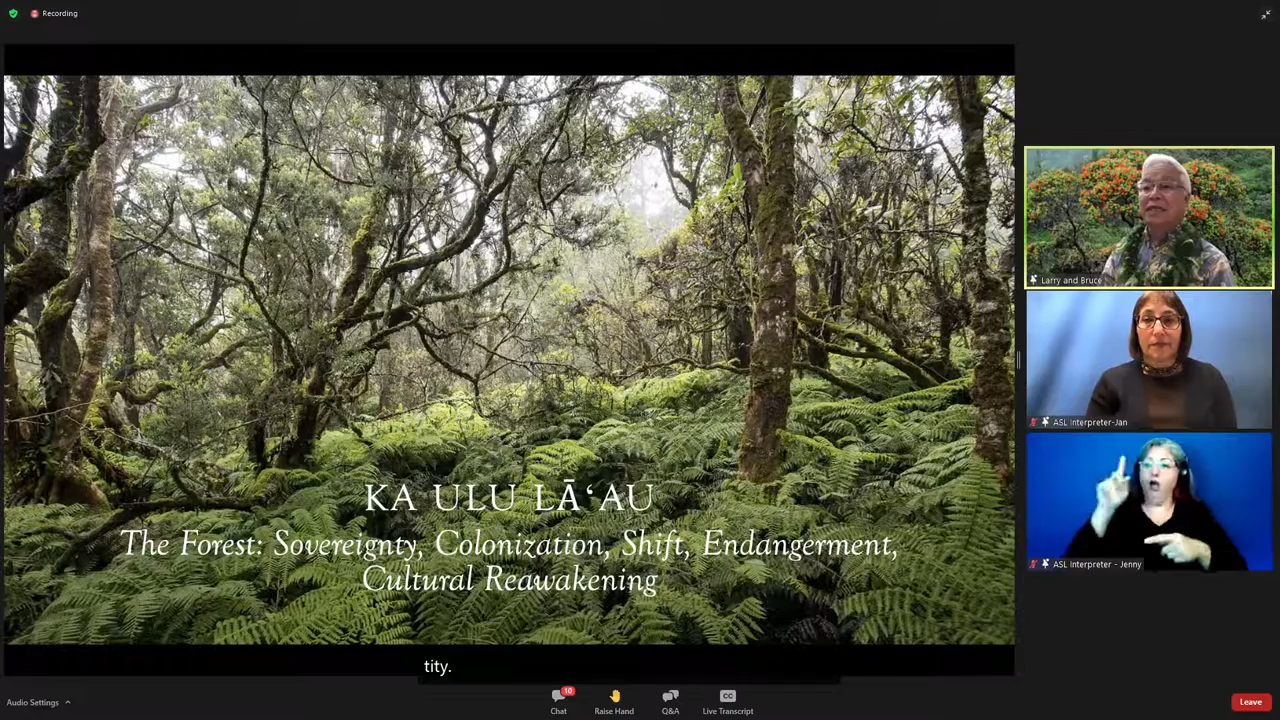 Recording
KA ULU LĀʻAU
The Forest: Sovereignty, Colonization, Shift, Endangerment,
Cultural Reawakening
tity.
Larry and Bruce
ASL Interpreter-Jan
ASL Interpreter - Jenny
Audio Settings
10
Chat
Raise Hand
Q&A
CC
Live Transcript
Leave